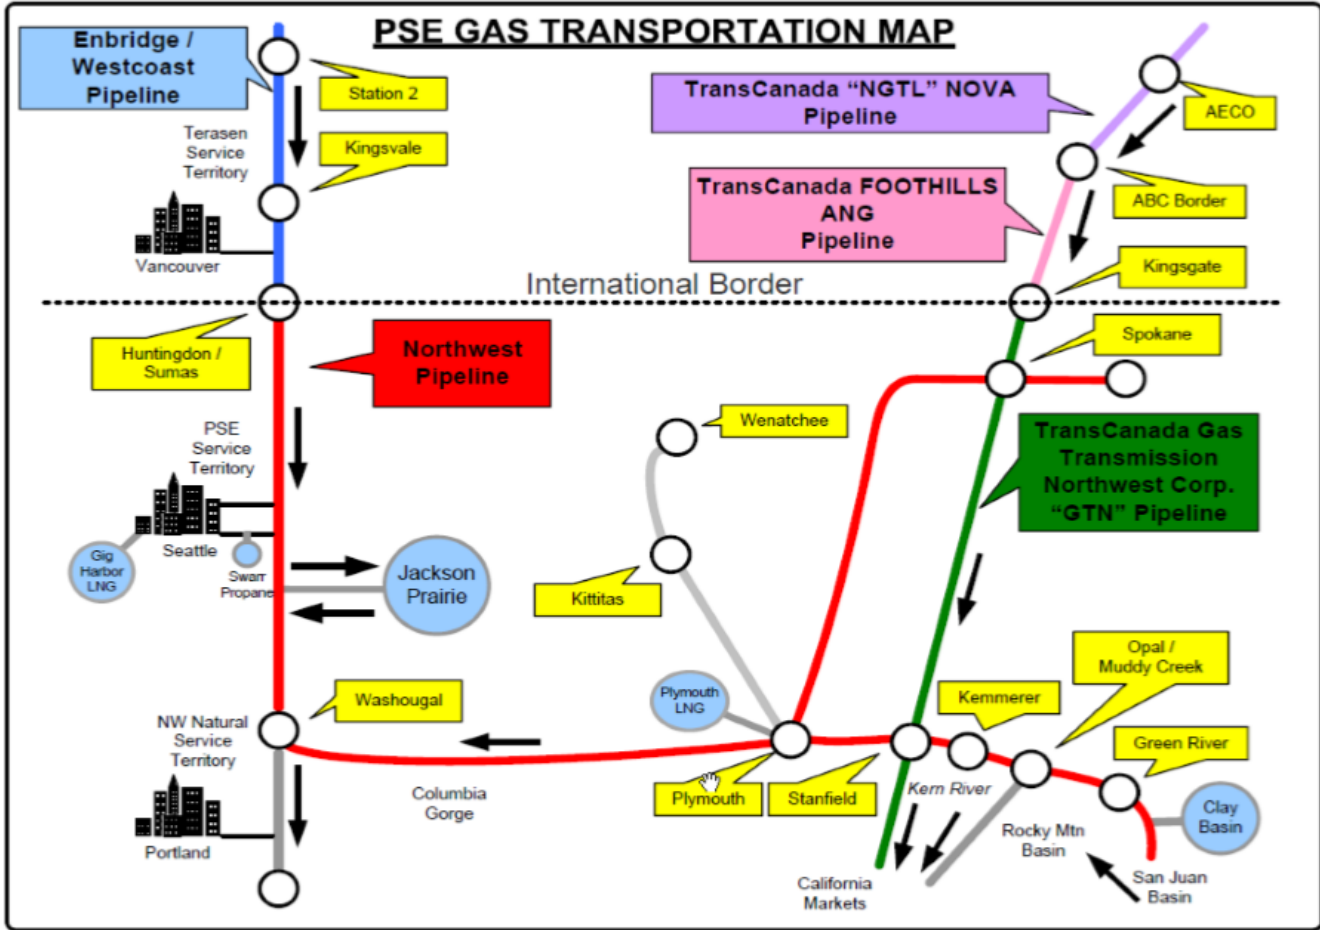 PSE GAS TRANSPORTATION MAP
Enbridge /
Westcoast
Pipeline
Station 2
Terasen
Service
Territory
Kingsvale
Vancouver
TransCanada “NGTL” NOVA
Pipeline
AECO
TransCanada FOOTHILLS
ANG
Pipeline
ABC Border
Kingsgate
International Border
Huntingdon /
Sumas
Northwest
Pipeline
Spokane
Wenatchee
PSE
Service
Territory
TransCanada Gas
Transmission
Northwest Corp.
“GTN” Pipeline
Seattle
Gig
Harbor
LNG
Swarr
Propane
Jackson
Prairie
Kittitas
Opal /
Muddy Creek
Washougal
Plymouth
LNG
Kemmerer
NW Natural
Service
Territory
Green River
Columbia
Gorge
Plymouth
Stanfield
Kern River
Clay
Basin
Rocky Mtn
Basin
Portland
California
Markets
San Juan
Basin